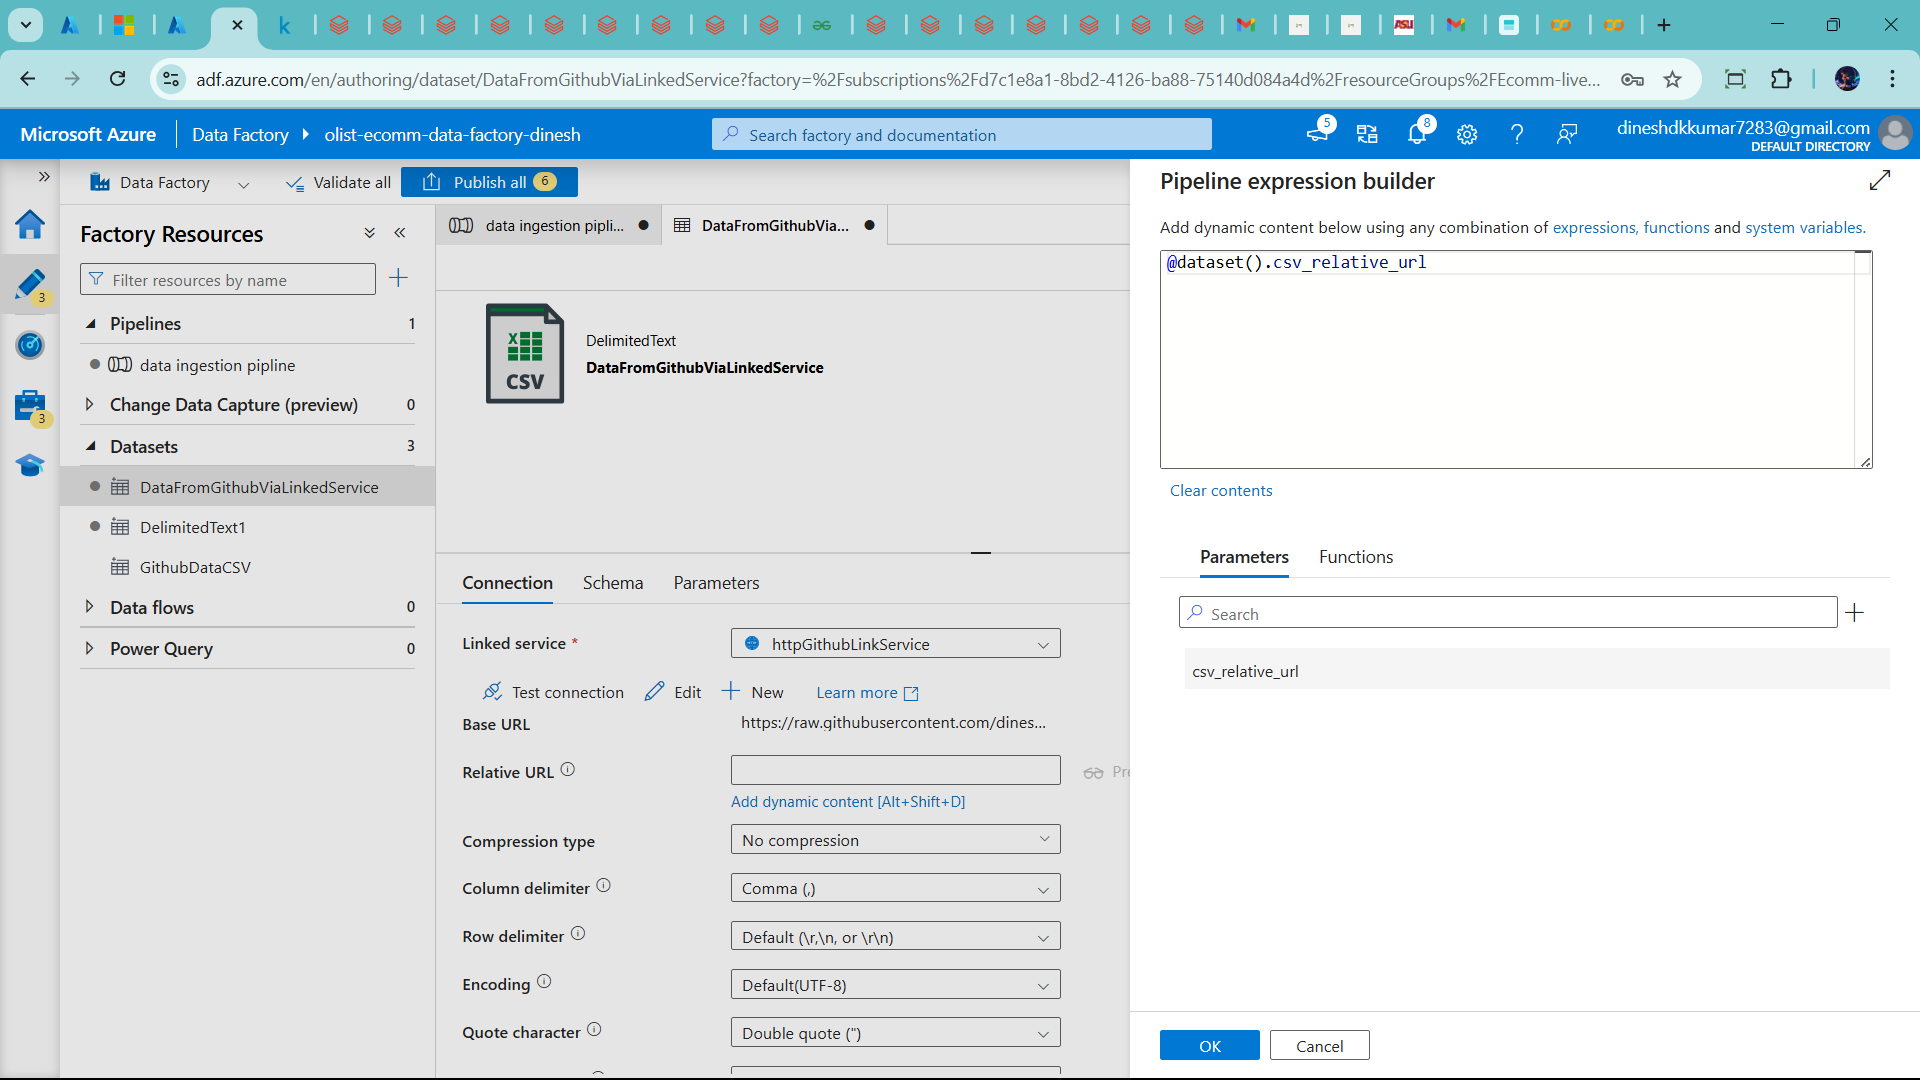 adf.azure.com/en/authoring/dataset/DataFromGithubViaLinkedService?factory=%2Fsubscriptions%2Fd7c1e8a1-8bd2-4126-ba88-75140d084a4d%2FresourceGroups%2FEcomm-live...
Microsoft Azure
Data Factory
olist-ecomm-data-factory-dinesh
Search factory and documentation
5
8
dineshdkkumar7283@gmail.com
DEFAULT DIRECTORY
Data Factory
Validate all
Publish all
6
Factory Resources
Filter resources by name
3
Pipelines
1
data ingestion pipline
Change Data Capture (preview)
0
3
Datasets
3
DataFromGithubViaLinkedService
DelimitedText1
GithubDataCSV
Data flows
0
Power Query
0
data ingestion pipli...
DataFromGithubVia...
CSV
DelimitedText
DataFromGithubViaLinkedService
Connection
Schema
Parameters
Linked service *
httpGithubLinkService
Test connection
Edit
New
Learn more
Base URL
https://raw.githubusercontent.com/dines...
Relative URL
Add dynamic content [Alt+Shift+D]
Compression type
No compression
Column delimiter
Comma (,)
Row delimiter
Default (\r,\n, or \r\n)
Encoding
Default(UTF-8)
Quote character
Double quote (")
Pipeline expression builder
Add dynamic content below using any combination of expressions, functions and system variables.
@dataset().csv_relative_url
Clear contents
Parameters
Functions
Search
csv_relative_url
OK
Cancel